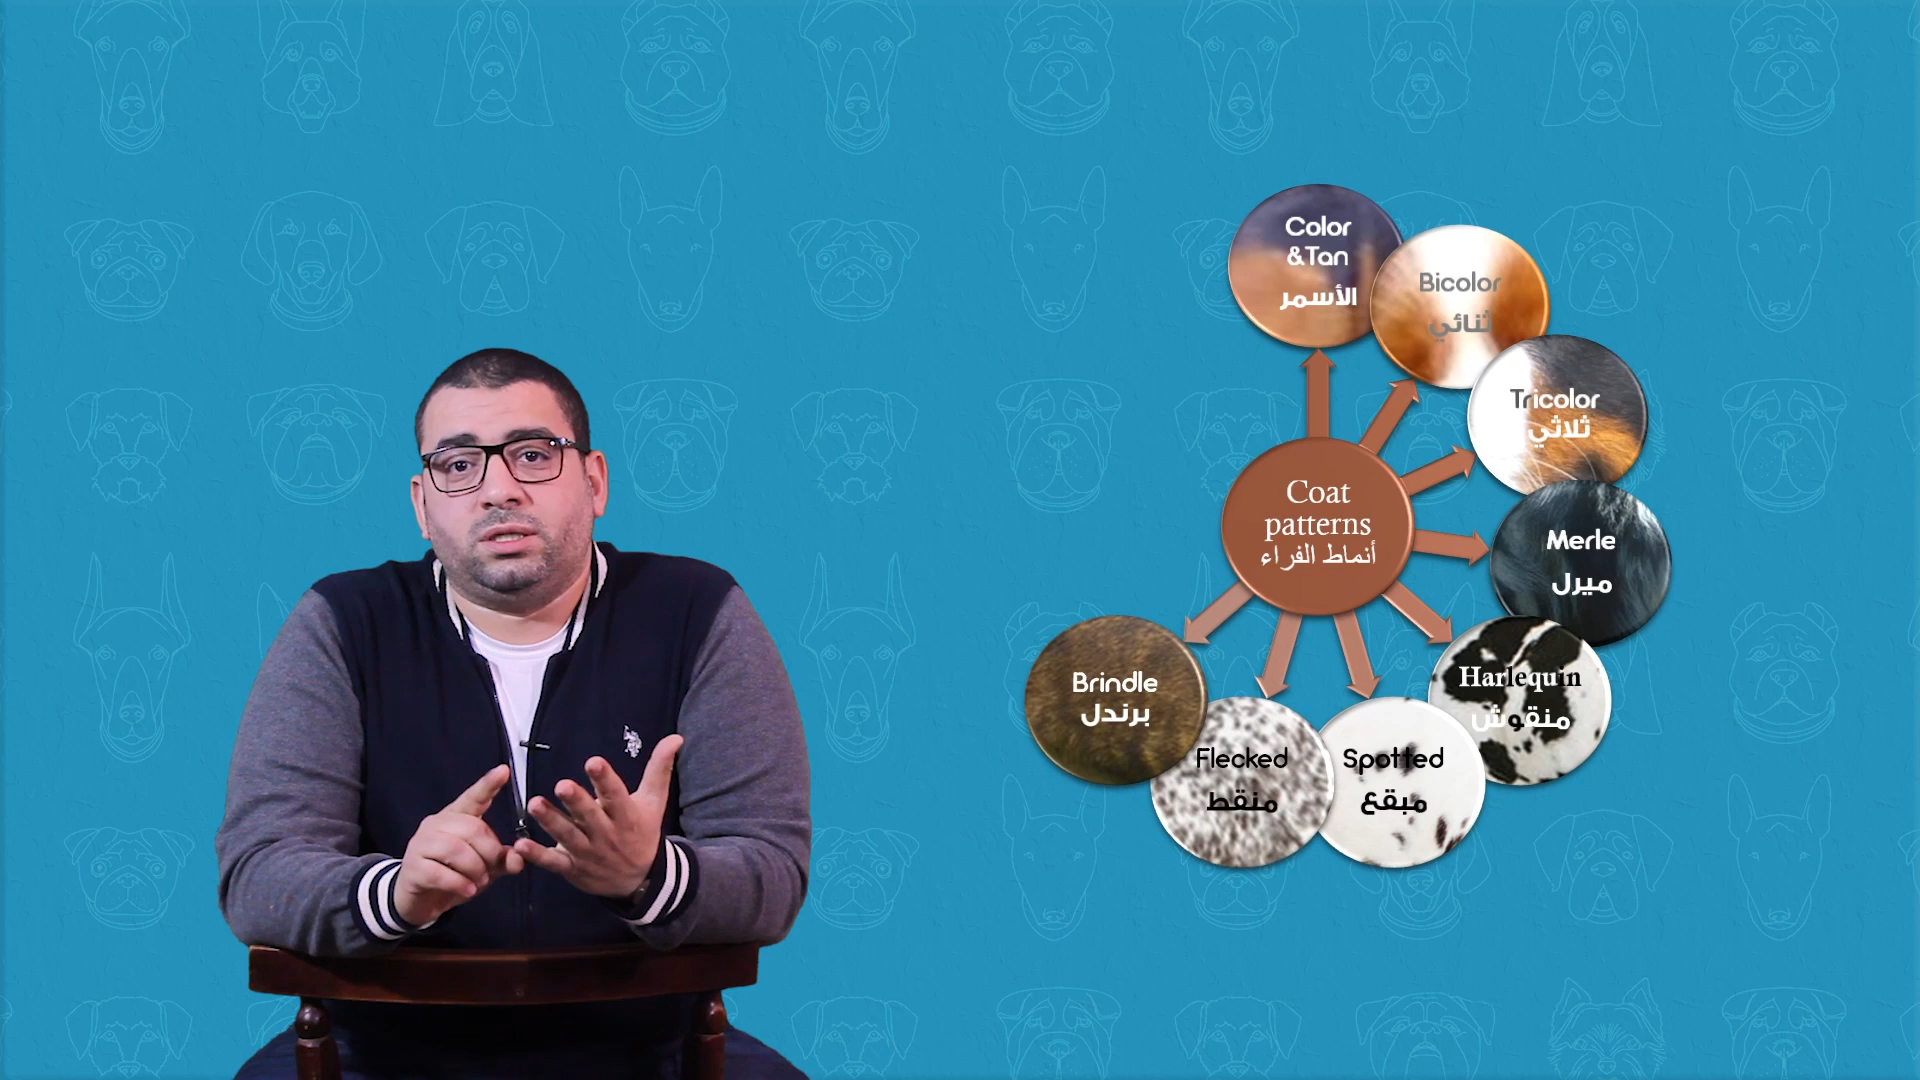 Coat
patterns
أنماط الفراء
Color
&Tan
الأسمر
Bicolor
ثنائي
Tricolor
ثلاثي
Merle
ميرل
Harlequin
منقوش
Spotted
مبقع
Flecked
منقط
Brindle
برندل